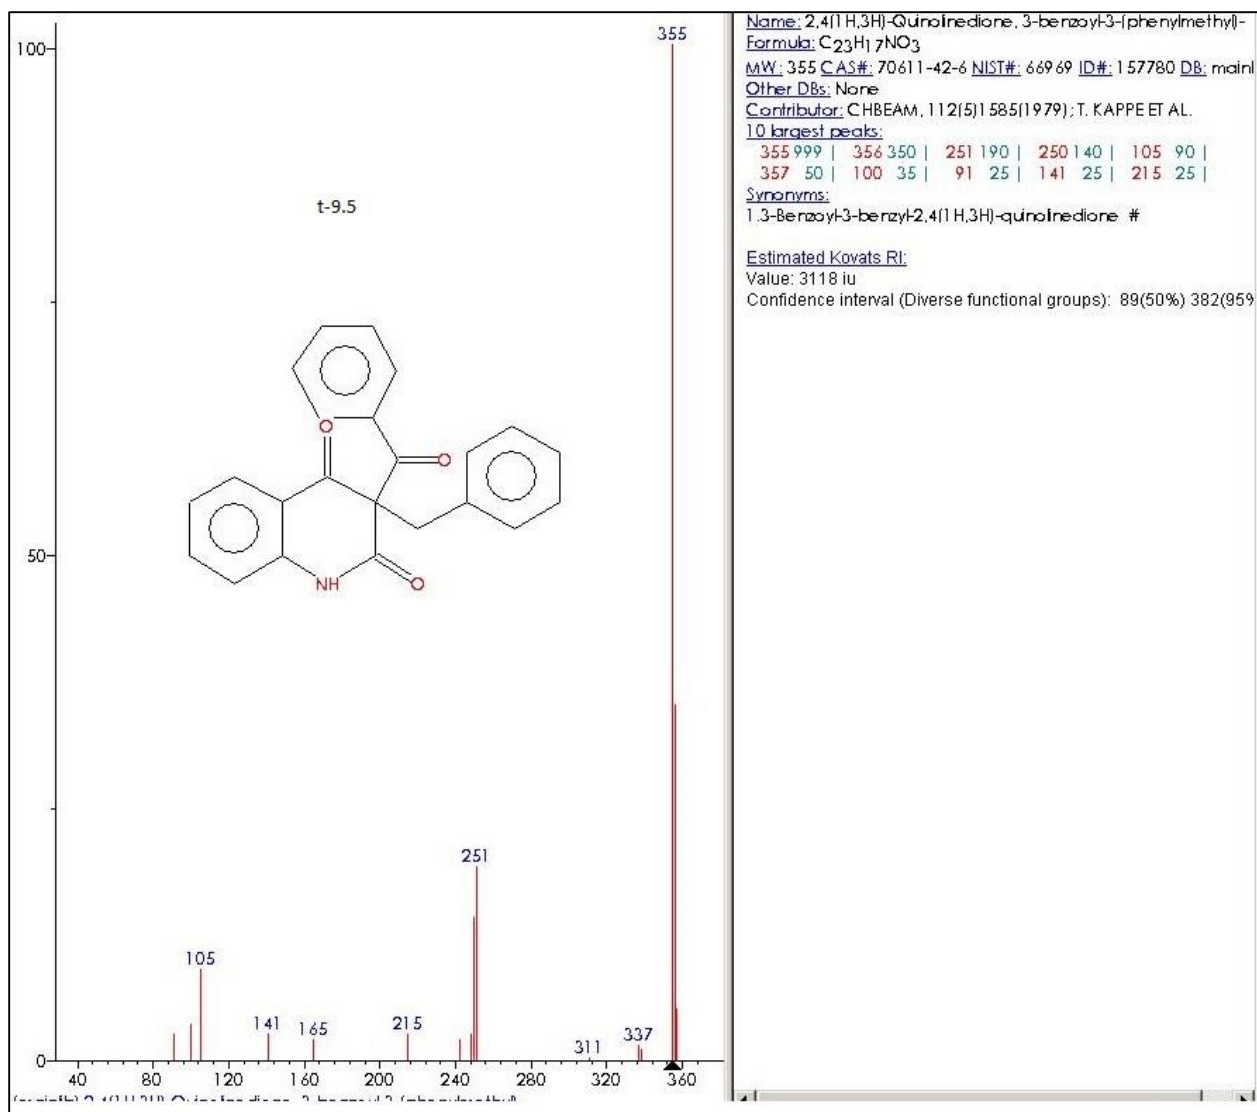 100
355
t-9.5
O
O
50
NH
O
251
105
141
165
215
311
337
0
40 80 120 160 200 240 280 320 360
Name: 2,4(1H,3H)-Quinolinedione, 3-benzoyl-3-(phenylmethyl)-
Formula: C23H17NO3
MW: 355 CAS#: 70611-42-6 NIST#: 66969 ID#: 157780 DB: mainl
Other DBs: None
Contributor: CHBEAM, 112(5)1585(1979); T. KAPPE ET AL.
10 largest peaks:
355 999 | 356 350 | 251 190 | 250 140 | 105 90 |
357 50 | 100 35 | 91 25 | 141 25 | 215 25 |
Synonyms:
1.3-Benzoyl-3-benzyl-2,4(1H,3H)-quinolinedione #
Estimated Kovats RI:
Value: 3118 iu
Confidence interval (Diverse functional groups): 89(50%) 382(95%